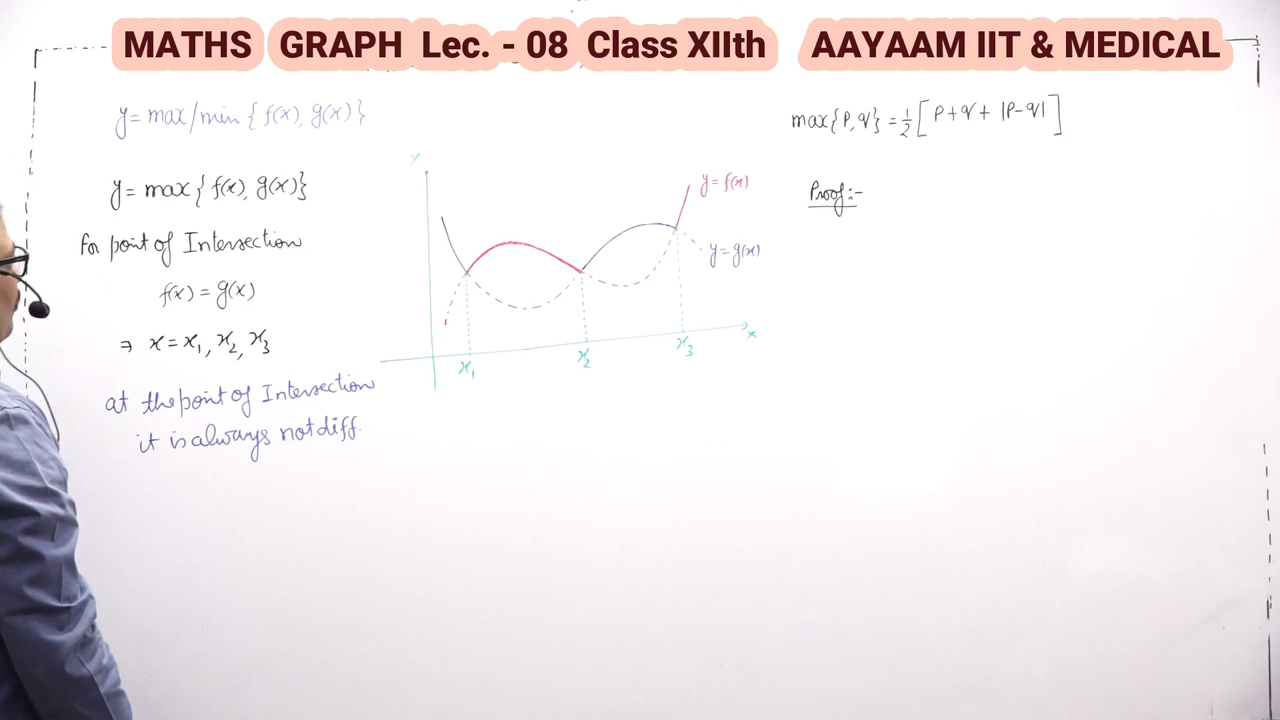 MATHS GRAPH Lec. - 08 Class XIIth AAYAAM IIT & MEDICAL
y = max/min { f(x), g(x) }
y = max { f(x), g(x) }
for point of Intersection
f(x) = g(x)
⇒ x = x₁, x₂, x₃
at the point of Intersection
it is always not diff.
Y
y = f(x)
y = g(x)
x
x₁
x₂
x₃
max{P, q} = 1/2 [ P + q + |P - q| ]
Proof :-